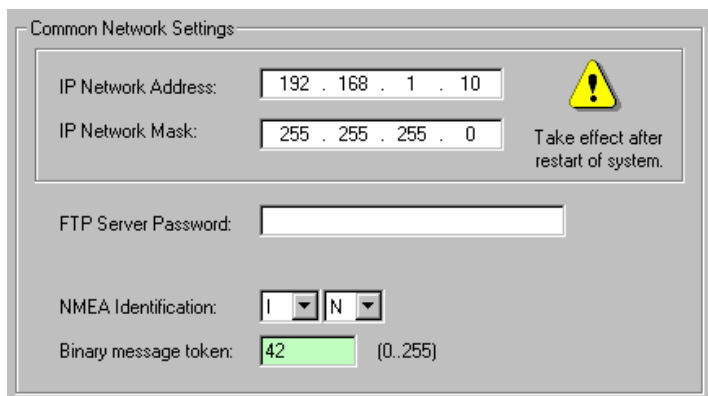 Common Network Settings
IP Network Address: 192 . 168 . 1 . 10
IP Network Mask: 255 . 255 . 255 . 0
Take effect after
restart of system.
FTP Server Password:
NMEA Identification: I N
Binary message token: 42 (0..255)